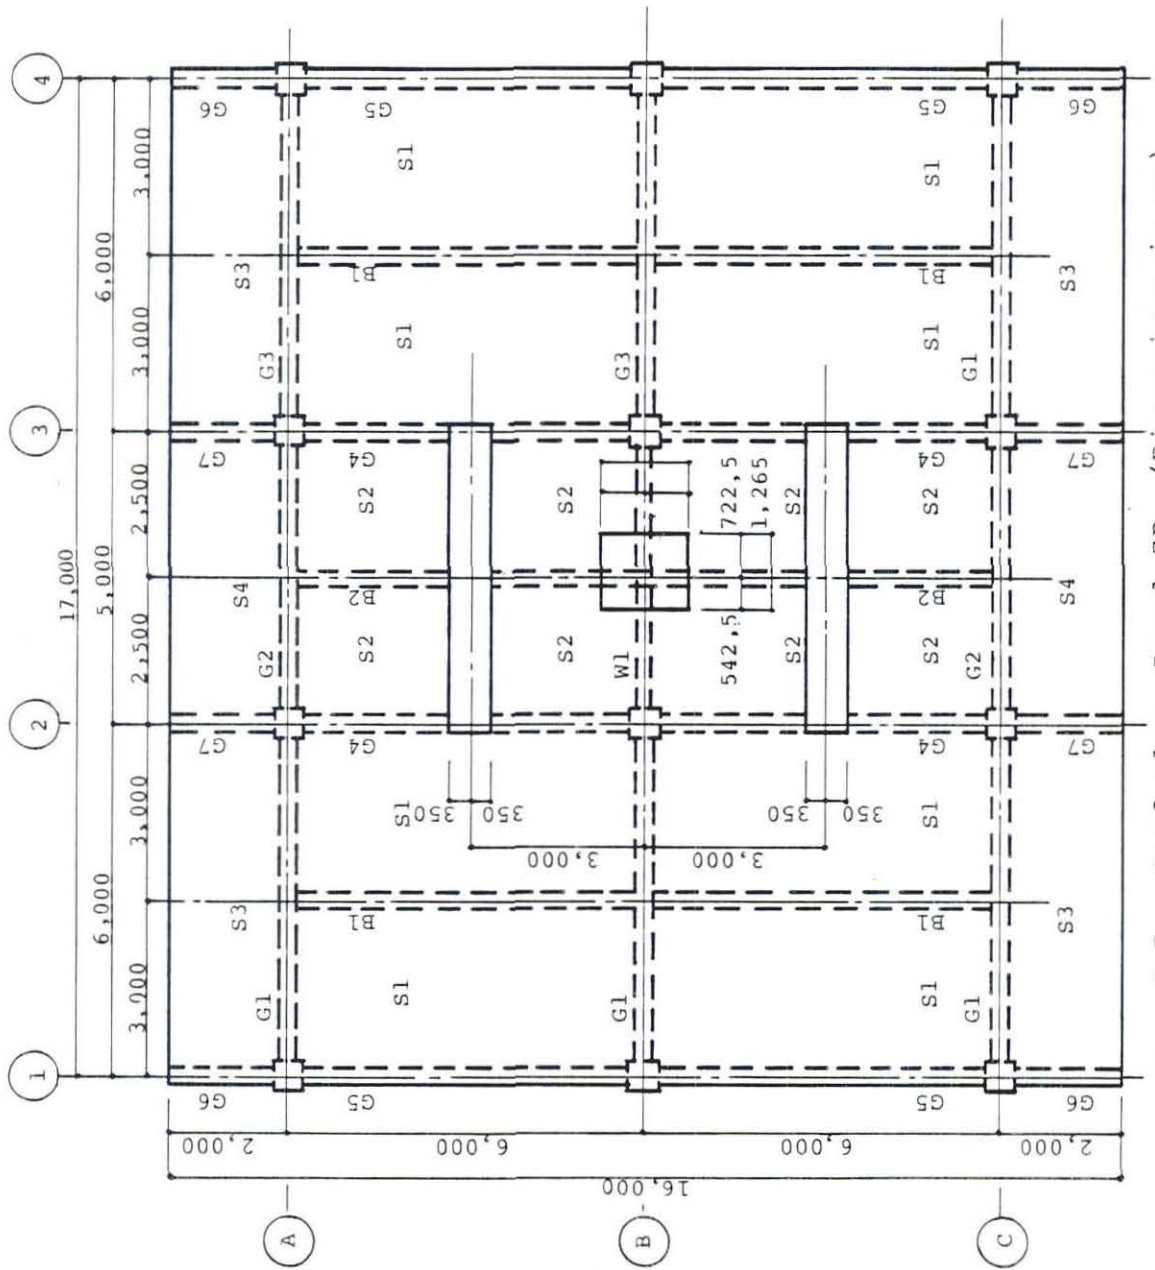 1 2 3 4
17,000
6,000 5,000 6,000
3,000 3,000 2,500 2,500 3,000 3,000
G6 G7 G7 G6
2,000
S3 S4 S3
A G1 G2 G3
G5 B1 G4 B2 G4 B1 G5
S2 S2
S1 S1 S1 S1
350
350
6,000
3,000
S2 S2
16,000
B G1 W1 G3
542,5 722,5
1,265
3,000
S2 S2
350
350
6,000
S1 S1 S2 S2 S1 S1
G5 B1 G4 B2 G4 B1 G5
C G1 G2 G1
2,000
S3 S4 S3
G6 G7 G7 G6